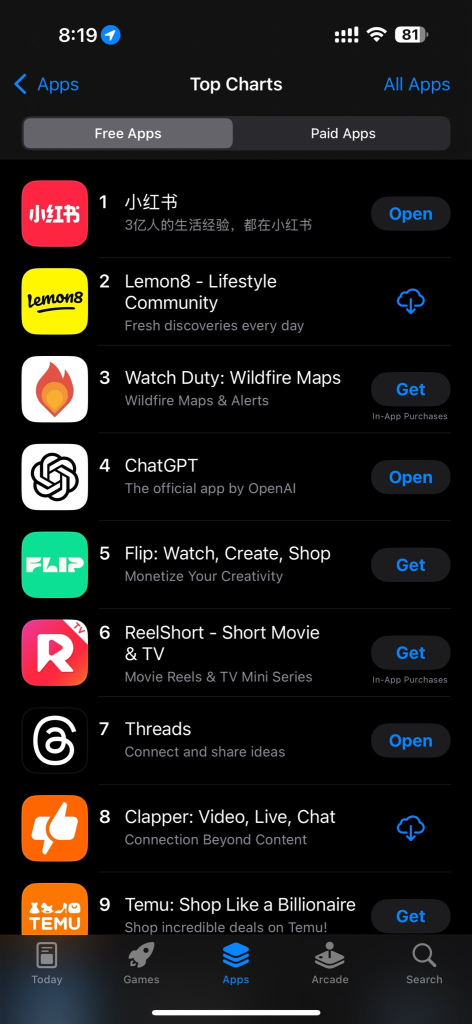 8:19
81
Apps
Top Charts
All Apps
Free Apps
Paid Apps
小红书
1
小红书
3亿人的生活经验，都在小红书
Open
Lemon8
2
Lemon8 - Lifestyle
Community
Fresh discoveries every day
3
Watch Duty: Wildfire Maps
Wildfire Maps & Alerts
Get
In-App Purchases
4
ChatGPT
The official app by OpenAI
Open
FLIP
5
Flip: Watch, Create, Shop
Monetize Your Creativity
Get
R
TV
6
ReelShort - Short Movie
& TV
Movie Reels & TV Mini Series
Get
In-App Purchases
7
Threads
Connect and share ideas
Open
8
Clapper: Video, Live, Chat
Connection Beyond Content
TEMU
9
Temu: Shop Like a Billionaire
Shop incredible deals on Temu!
Get
Today
Games
Apps
Arcade
Search